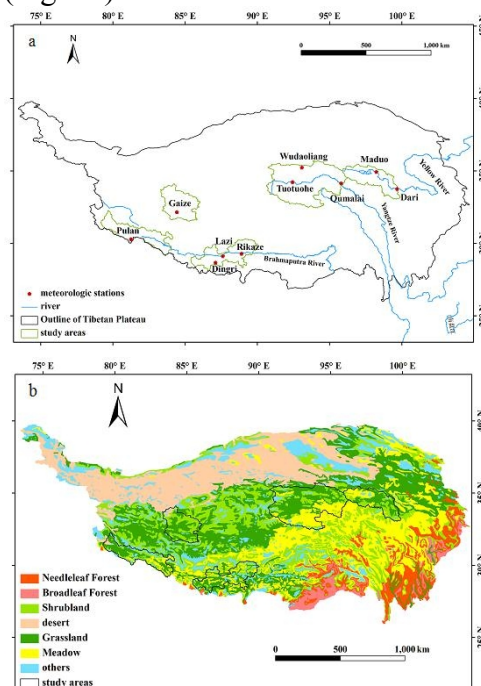 75° E 80° E 85° E 90° E 95° E 100° E
a
N
0 500 1,000 km
Wudaoliang
Maduo
Yellow River
Tuotuohe
Qumalai
Dari
Gaize
Yangtze River
Pulan
Lazi
Rikaze
Dingri
Brahmaputra River
meteorologic stations
river
Outline of Tibetan Plateau
study areas
75° E 80° E 85° E 90° E 95° E 100° E
b
N
Needleleaf Forest
Broadleaf Forest
Shrubland
desert
Grassland
Meadow
others
study areas
0 500 1,000 km